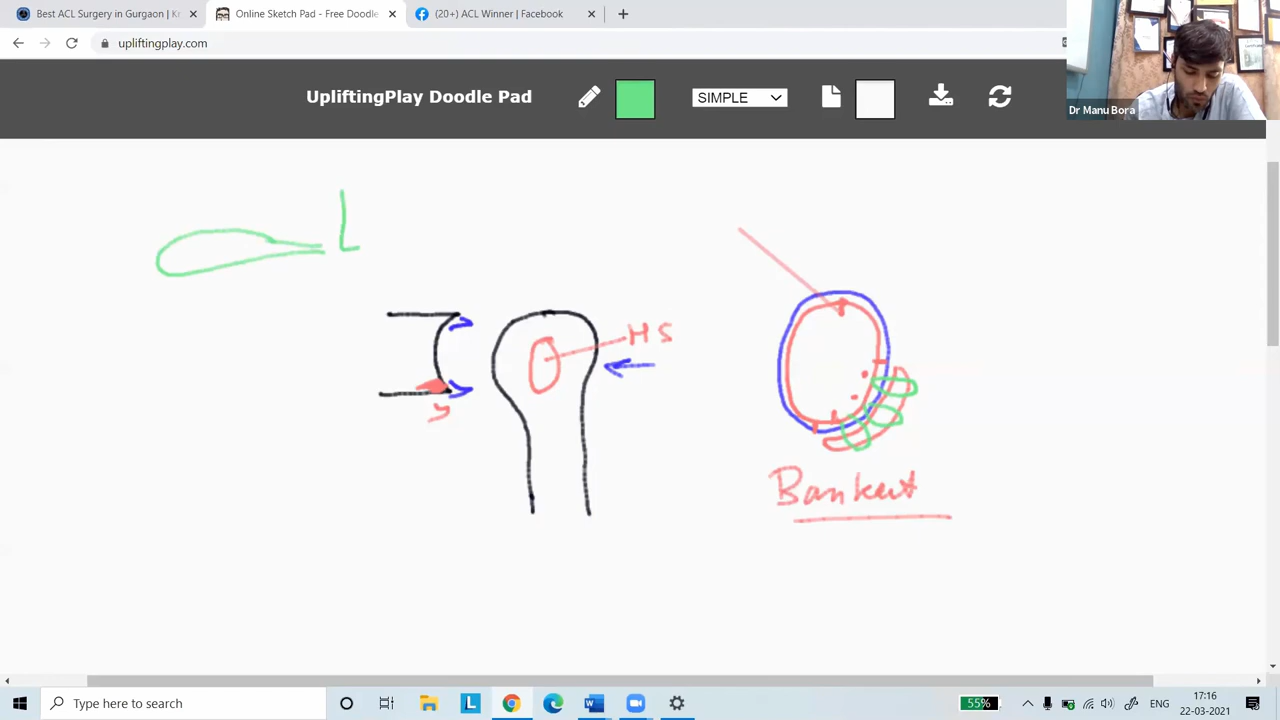 Best ACL Surgery in Gurgaon | K
Online Sketch Pad - Free Doodle
(20+) ACL Winner | Facebook
upliftingplay.com
UpliftingPlay Doodle Pad
SIMPLE
Dr Manu Bora
L
HS
Bankert
Type here to search
L
W
55%
ENG
17:16
22-03-2021